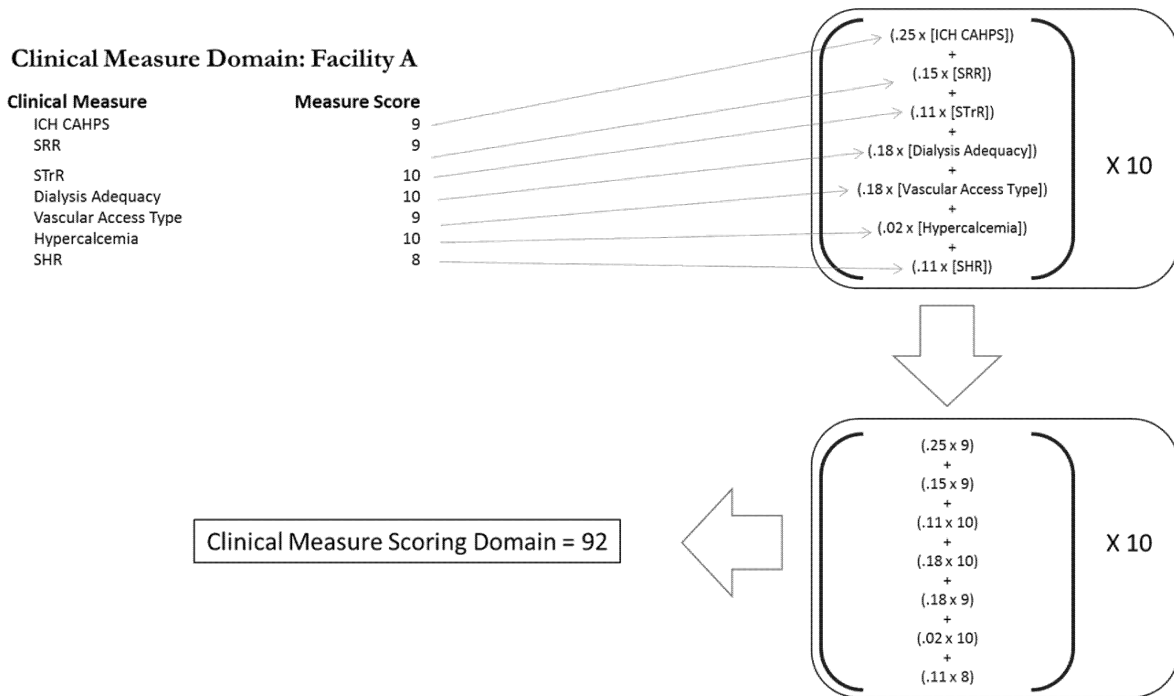 Clinical Measure Domain: Facility A
Clinical Measure Measure Score
ICH CAHPS 9
SRR 9
STrR 10
Dialysis Adequacy 10
Vascular Access Type 9
Hypercalcemia 10
SHR 8
(.25 x [ICH CAHPS])
+
(.15 x [SRR])
+
(.11 x [STrR])
+
(.18 x [Dialysis Adequacy])
+
(.18 x [Vascular Access Type])
+
(.02 x [Hypercalcemia])
+
(.11 x [SHR])
X 10
(.25 x 9)
+
(.15 x 9)
+
(.11 x 10)
+
(.18 x 10)
+
(.18 x 9)
+
(.02 x 10)
+
(.11 x 8)
X 10
Clinical Measure Scoring Domain = 92